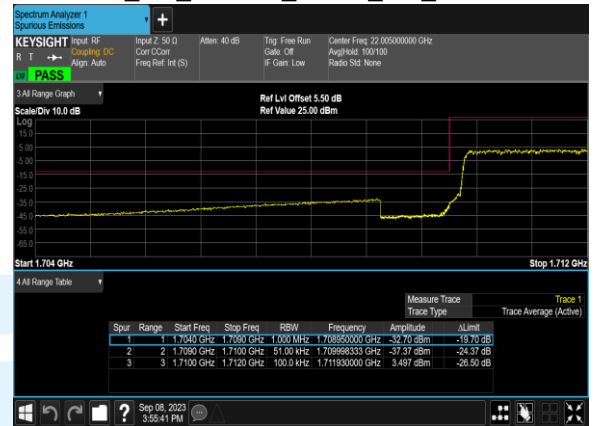 Spectrum Analyzer 1
Spurious Emissions
KEYSIGHT Input: RF Input Z: 50 Ω Atten: 40 dB Trig: Free Run Center Freq: 22.005000000 GHz
R T Coupling: DC Corr CCorr Gate: Off Avg|Hold: 100/100
Align: Auto Freq Ref: Int (S) IF Gain: Low Radio Std: None
LXI PASS
3 All Range Graph
Ref Lvl Offset 5.50 dB
Scale/Div 10.0 dB Ref Value 25.00 dBm
Log
15.0
5.00
-5.00
-15.0
-25.0
-35.0
-45.0
-55.0
-65.0
Start 1.704 GHz Stop 1.712 GHz
4 All Range Table
Measure Trace Trace 1
Trace Type Trace Average (Active)
Spur Range Start Freq Stop Freq RBW Frequency Amplitude ΔLimit
1 1 1.7040 GHz 1.7090 GHz 1.000 MHz 1.708950000 GHz -32.70 dBm -19.70 dB
2 2 1.7090 GHz 1.7100 GHz 51.00 kHz 1.709998333 GHz -37.37 dBm -24.37 dB
3 3 1.7100 GHz 1.7120 GHz 100.0 kHz 1.711930000 GHz 3.497 dBm -26.50 dB
? Sep 08, 2023
3:55:41 PM